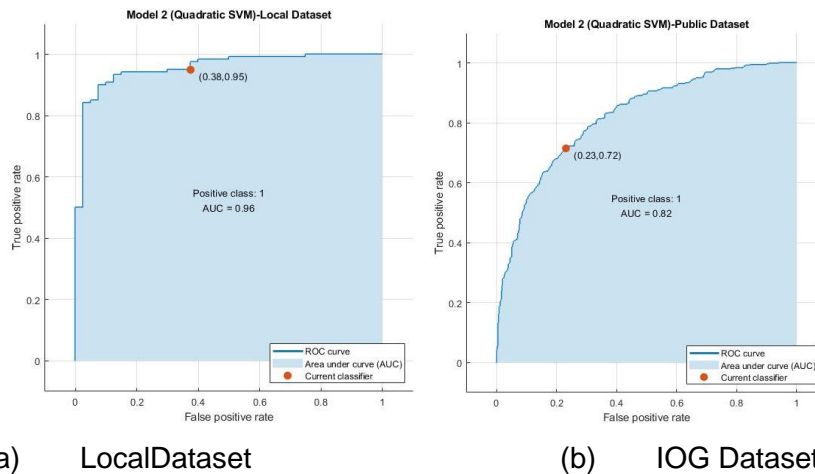 Model 2 (Quadratic SVM)-Local Dataset
1
0.8
0.6
0.4
0.2
0
True positive rate
(0.38,0.95)
Positive class: 1
AUC = 0.96
ROC curve
Area under curve (AUC)
Current classifier
0 0.2 0.4 0.6 0.8 1
False positive rate
Model 2 (Quadratic SVM)-Public Dataset
1
0.8
0.6
0.4
0.2
0
True positive rate
(0.23,0.72)
Positive class: 1
AUC = 0.82
ROC curve
Area under curve (AUC)
Current classifier
0 0.2 0.4 0.6 0.8 1
False positive rate
a) LocalDataset
(b) IOG Dataset